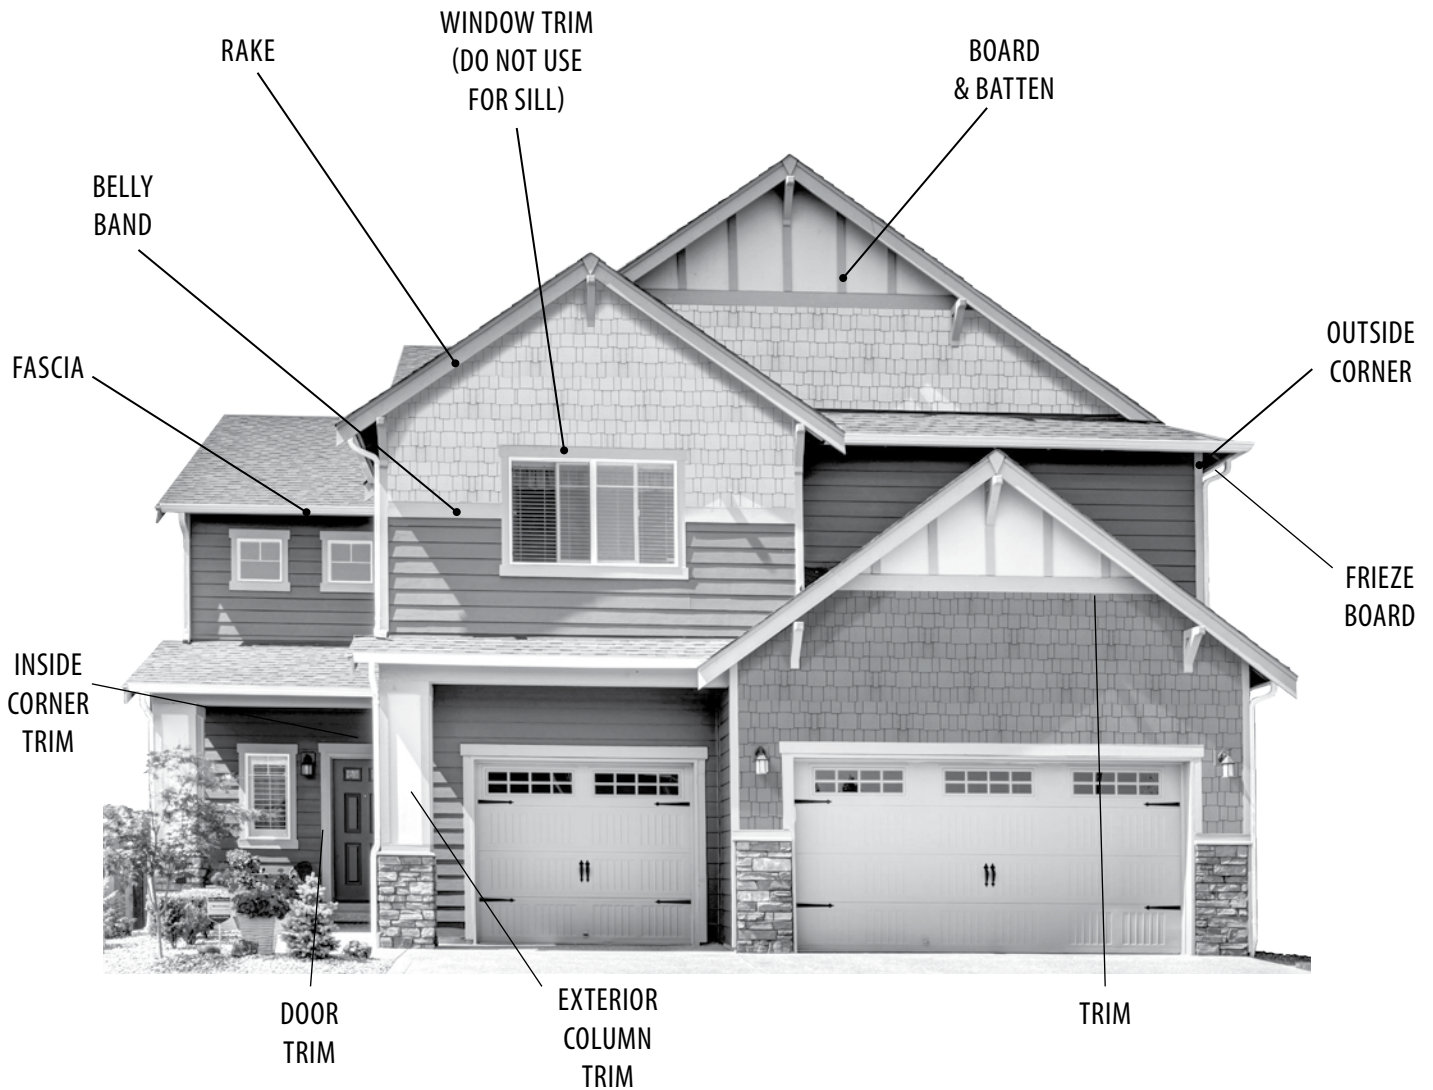 RAKE
WINDOW TRIM
(DO NOT USE
FOR SILL)
BOARD
& BATTEN
BELLY
BAND
OUTSIDE
CORNER
FASCIA
FRIEZE
BOARD
INSIDE
CORNER
TRIM
DOOR
TRIM
EXTERIOR
COLUMN
TRIM
TRIM